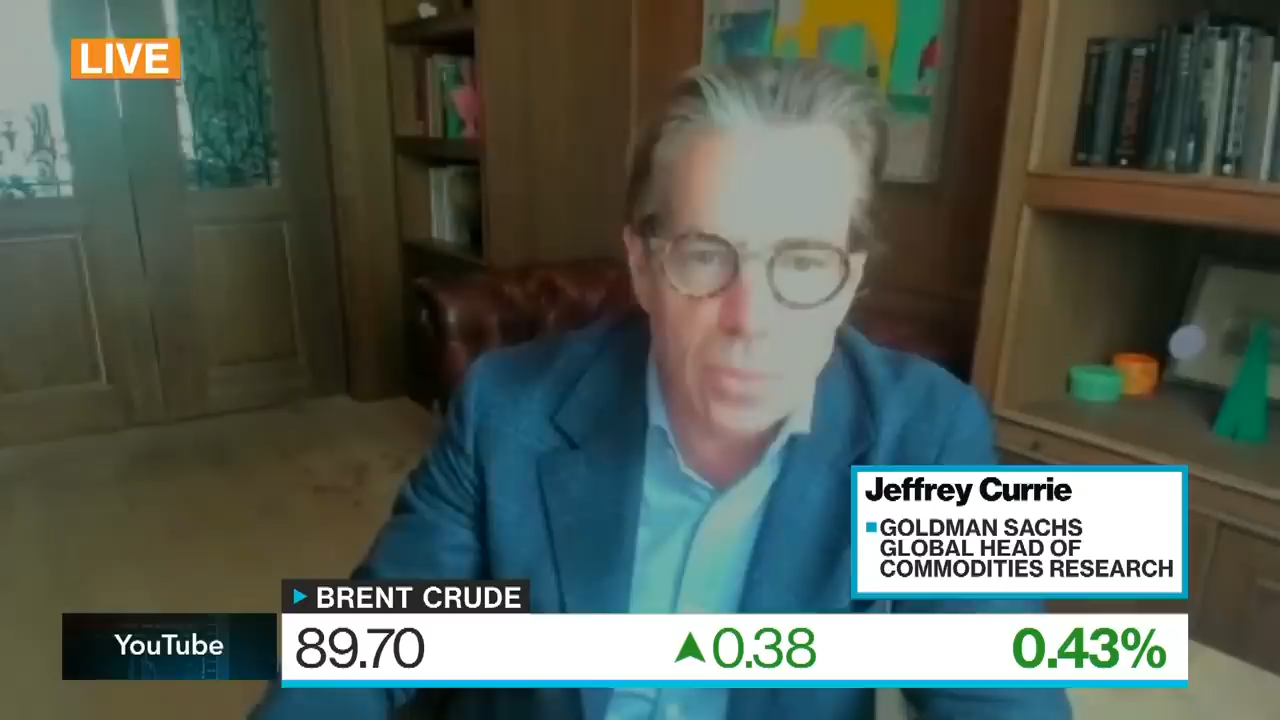 LIVE
Jeffrey Currie
GOLDMAN SACHS
GLOBAL HEAD OF
COMMODITIES RESEARCH
BRENT CRUDE
YouTube
89.70 ▲0.38 0.43%